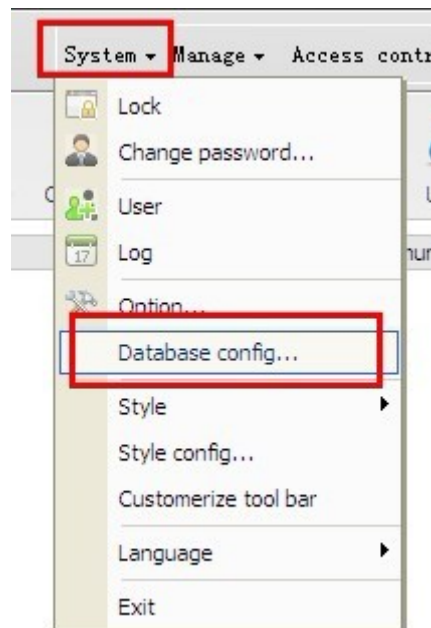 System Manage Access contr
Lock
Change password...
User
Log
17
Option...
Database config...
Style
Style config...
Customerize tool bar
Language
Exit